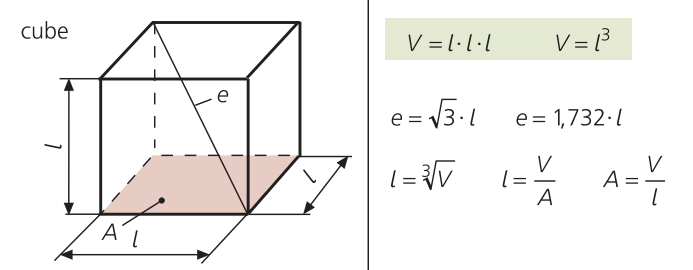 cube
l
e
l
A
l
V = l · l · l V = l³
e = √3 · l e = 1,732 · l
l = ∛V l = V/A A = V/l